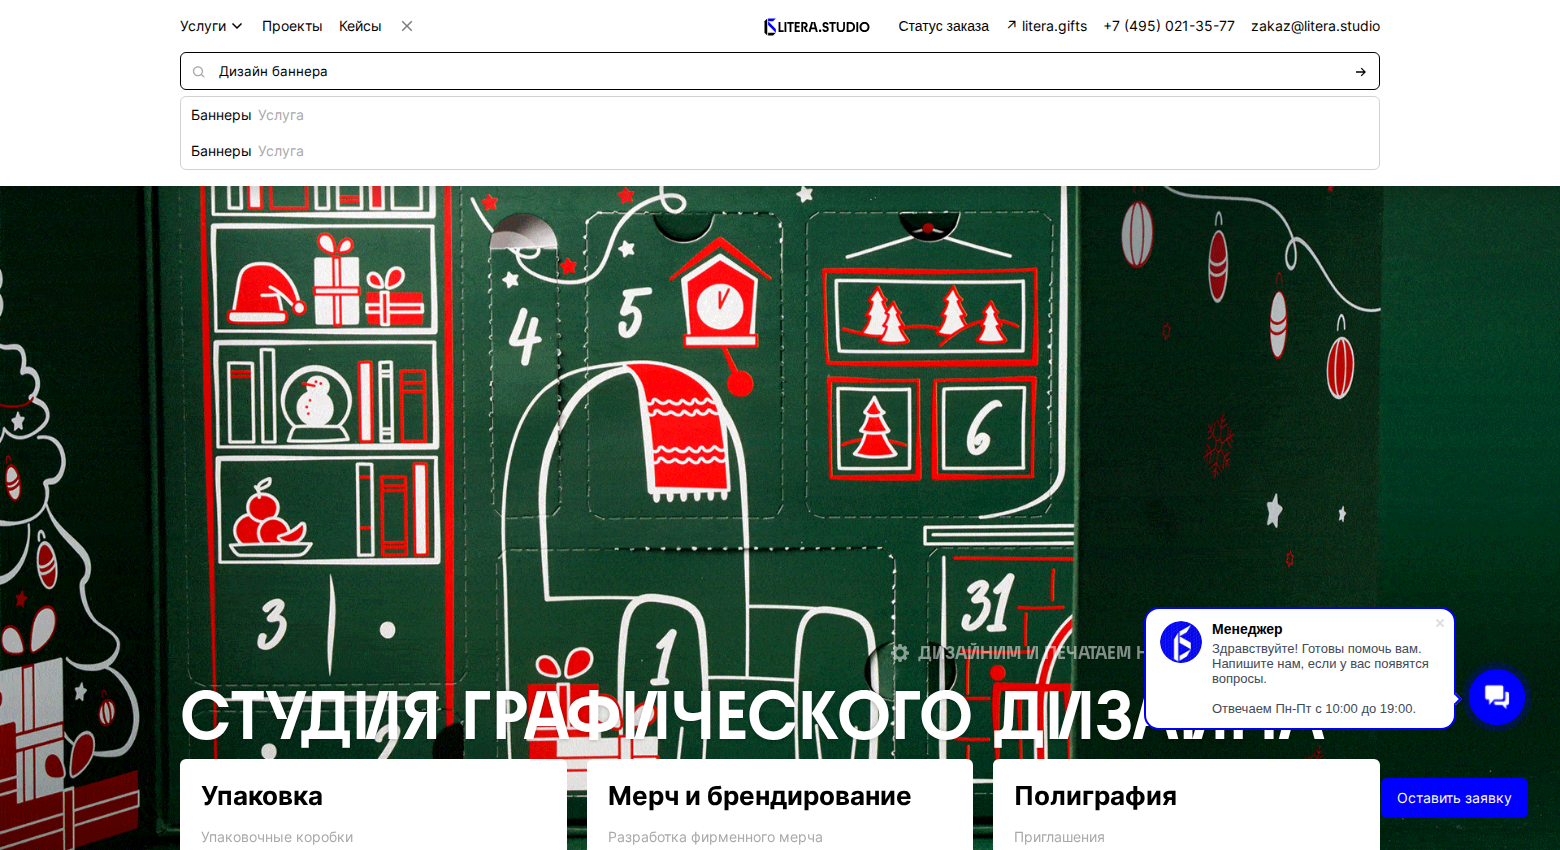 Услуги
Проекты
Кейсы
LITERA.STUDIO
Статус заказа
litera.gifts
+7 (495) 021-35-77
zakaz@litera.studio
Дизайн баннера
Баннеры Услуга
Баннеры Услуга
4
5
6
3
1
31
2
ДИЗАЙНИМ И ПЕЧАТАЕМ Н
СТУДИЯ ГРАФИЧЕСКОГО ДИЗАЙНА
Менеджер
Здравствуйте! Готовы помочь вам.
Напишите нам, если у вас появятся
вопросы.
Отвечаем Пн-Пт с 10:00 до 19:00.
Упаковка
Упаковочные коробки
Мерч и брендирование
Разработка фирменного мерча
Полиграфия
Приглашения
Оставить заявку